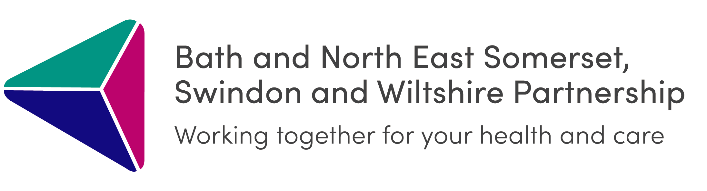 Bath and North East Somerset,
Swindon and Wiltshire Partnership
Working together for your health and care